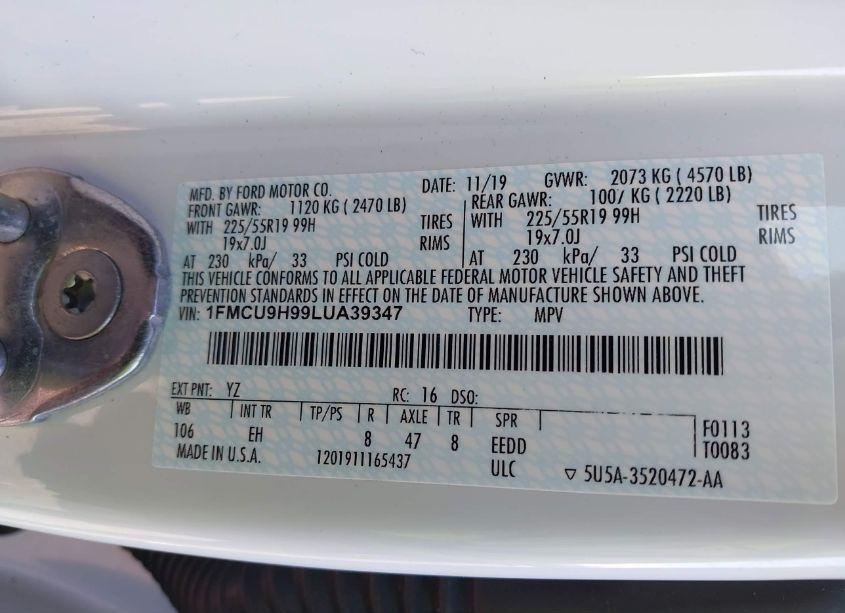 MFD. BY FORD MOTOR CO. DATE: 11/19 GVWR: 2073 KG ( 4570 LB)
FRONT GAWR: 1120 KG ( 2470 LB) REAR GAWR: 1007 KG ( 2220 LB)
WITH 225/55R19 99H TIRES WITH 225/55R19 99H TIRES
19x7.0J RIMS 19x7.0J RIMS
AT 230 kPa/ 33 PSI COLD AT 230 kPa/ 33 PSI COLD
THIS VEHICLE CONFORMS TO ALL APPLICABLE FEDERAL MOTOR VEHICLE SAFETY AND THEFT
PREVENTION STANDARDS IN EFFECT ON THE DATE OF MANUFACTURE SHOWN ABOVE.
VIN: 1FMCU9H99LUA39347 TYPE: MPV
EXT PNT: YZ RC: 16 DSO:
WB INT TR TP/PS R AXLE TR SPR F0113
106 EH 8 47 8 EEDD T0083
MADE IN U.S.A. 1201911165437 ULC ▽ 5U5A-3520472-AA